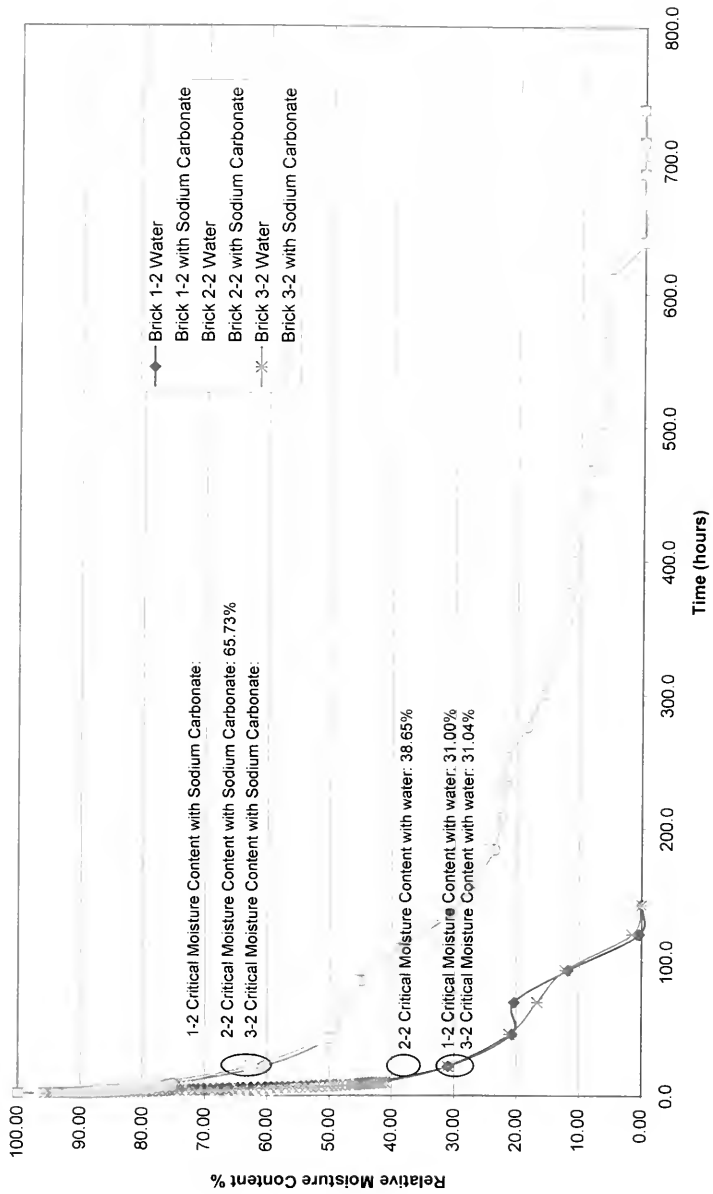 Relative Moisture Content %
100.00
90.00
80.00
70.00
60.00
50.00
40.00
30.00
20.00
10.00
0.00
0.0
100.0
200.0
300.0
400.0
500.0
600.0
700.0
800.0
Time (hours)
1-2 Critical Moisture Content with Sodium Carbonate:
2-2 Critical Moisture Content with Sodium Carbonate: 65.73%
3-2 Critical Moisture Content with Sodium Carbonate:
2-2 Critical Moisture Content with water: 38.65%
1-2 Critical Moisture Content with water: 31.00%
3-2 Critical Moisture Content with water: 31.04%
Brick 1-2 Water
Brick 1-2 with Sodium Carbonate
Brick 2-2 Water
Brick 2-2 with Sodium Carbonate
Brick 3-2 Water
Brick 3-2 with Sodium Carbonate